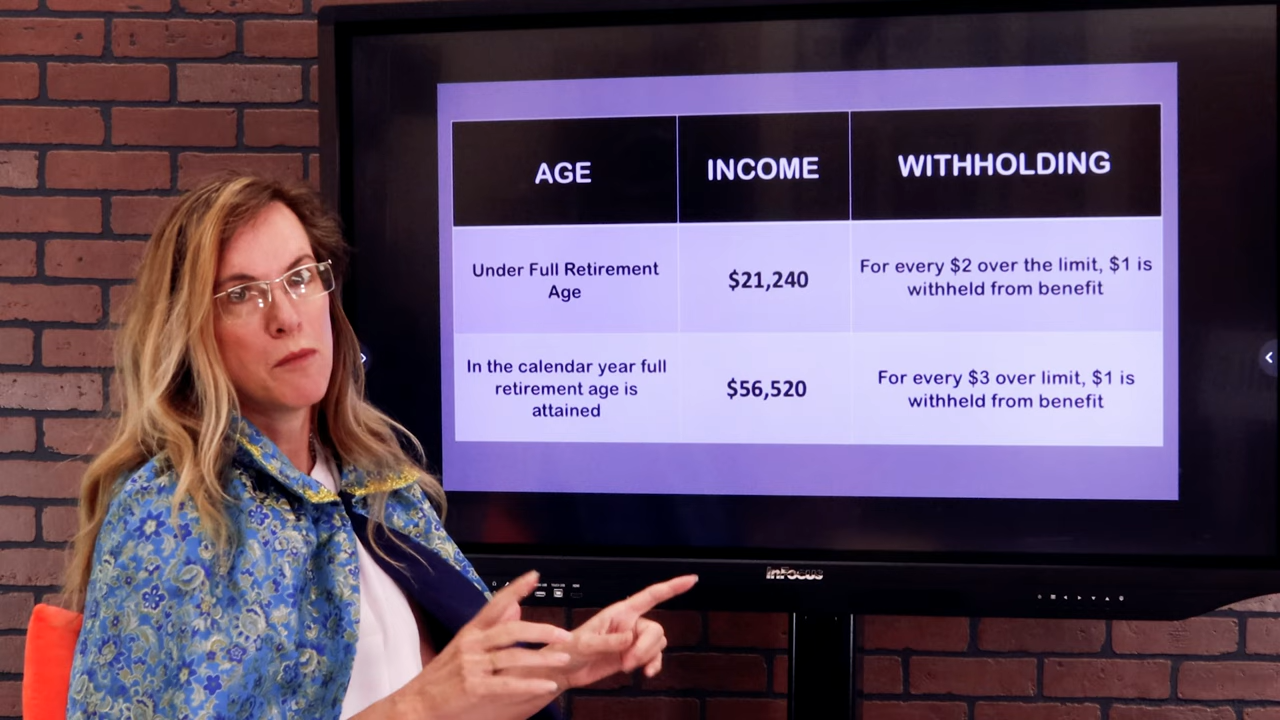 AGE
INCOME
WITHHOLDING
Under Full Retirement
Age
$21,240
For every $2 over the limit, $1 is
withheld from benefit
In the calendar year full
retirement age is
attained
$56,520
For every $3 over limit, $1 is
withheld from benefit
InFocus